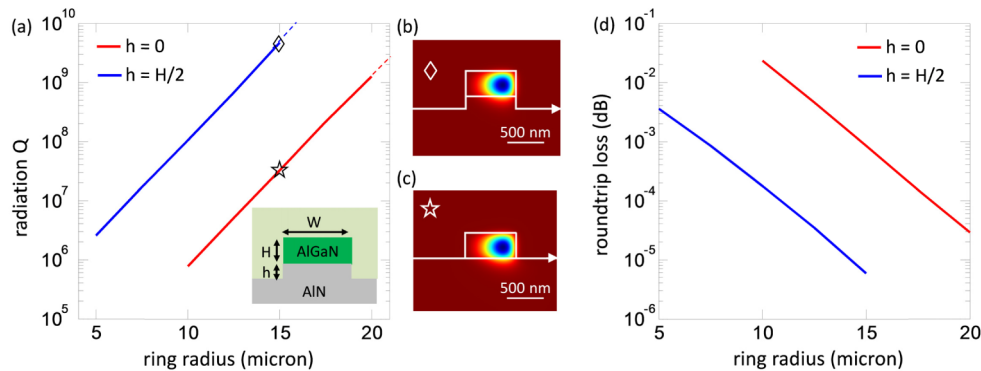 (a)
10^10
10^9
10^8
10^7
10^6
10^5
radiation Q
h = 0
h = H/2
W
H
AlGaN
h
AlN
5
10
15
20
ring radius (micron)
(b)
500 nm
(c)
500 nm
(d)
10^-1
10^-2
10^-3
10^-4
10^-5
10^-6
roundtrip loss (dB)
h = 0
h = H/2
5
10
15
20
ring radius (micron)